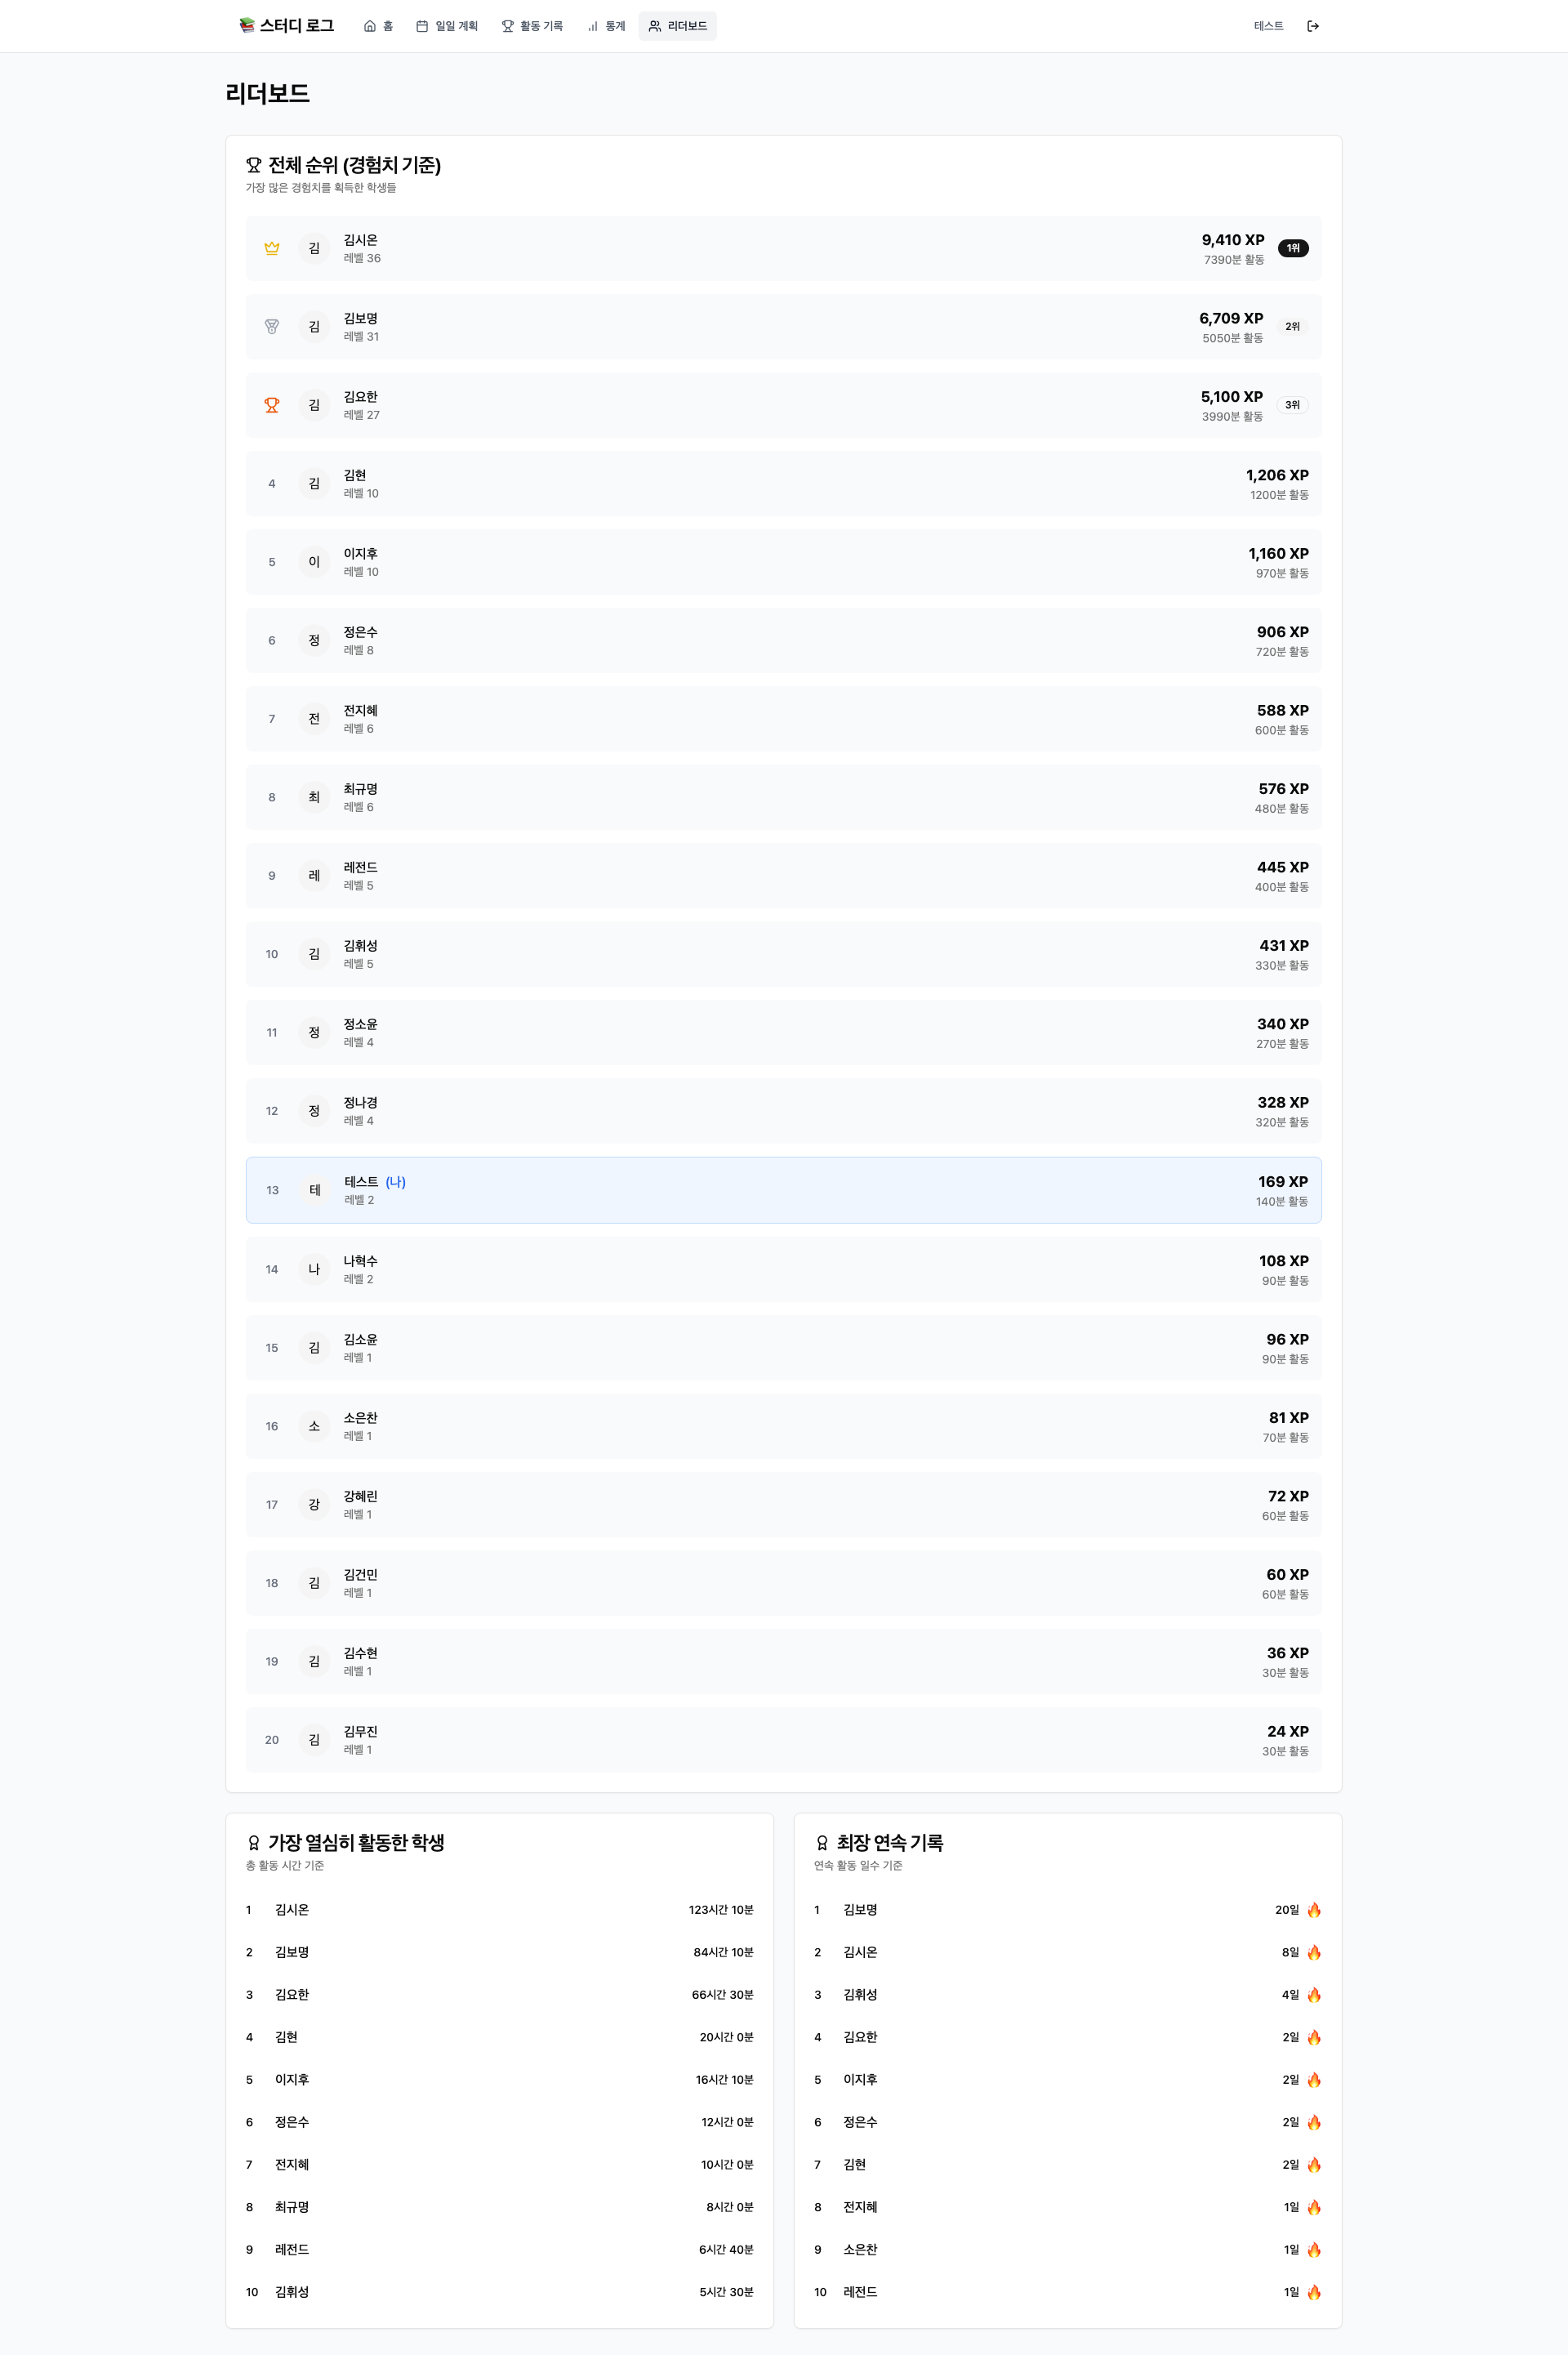 스터디 로그
홈
일일 계획
활동 기록
통계
리더보드
테스트
리더보드
전체 순위 (경험치 기준)
가장 많은 경험치를 획득한 학생들
김
김시온
레벨 36
9,410 XP
7390분 활동
1위
김
김보명
레벨 31
6,709 XP
5050분 활동
2위
김
김요한
레벨 27
5,100 XP
3990분 활동
3위
4
김
김현
레벨 10
1,206 XP
1200분 활동
5
이
이지후
레벨 10
1,160 XP
970분 활동
6
정
정은수
레벨 8
906 XP
720분 활동
7
전
전지혜
레벨 6
588 XP
600분 활동
8
최
최규명
레벨 6
576 XP
480분 활동
9
레
레전드
레벨 5
445 XP
400분 활동
10
김
김휘성
레벨 5
431 XP
330분 활동
11
정
정소윤
레벨 4
340 XP
270분 활동
12
정
정나경
레벨 4
328 XP
320분 활동
13
테
테스트 (나)
레벨 2
169 XP
140분 활동
14
나
나혁수
레벨 2
108 XP
90분 활동
15
김
김소윤
레벨 1
96 XP
90분 활동
16
소
소은찬
레벨 1
81 XP
70분 활동
17
강
강혜린
레벨 1
72 XP
60분 활동
18
김
김건민
레벨 1
60 XP
60분 활동
19
김
김수현
레벨 1
36 XP
30분 활동
20
김
김무진
레벨 1
24 XP
30분 활동
가장 열심히 활동한 학생
총 활동 시간 기준
1 김시온 123시간 10분
2 김보명 84시간 10분
3 김요한 66시간 30분
4 김현 20시간 0분
5 이지후 16시간 10분
6 정은수 12시간 0분
7 전지혜 10시간 0분
8 최규명 8시간 0분
9 레전드 6시간 40분
10 김휘성 5시간 30분
최장 연속 기록
연속 활동 일수 기준
1 김보명 20일
2 김시온 8일
3 김휘성 4일
4 김요한 2일
5 이지후 2일
6 정은수 2일
7 김현 2일
8 전지혜 1일
9 소은찬 1일
10 레전드 1일